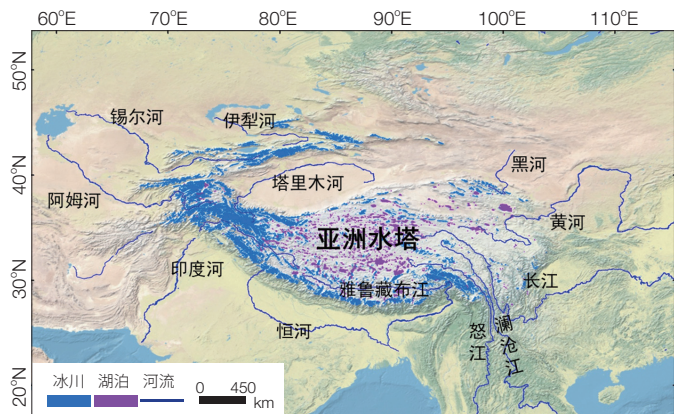 60°E 70°E 80°E 90°E 100°E 110°E
50°N
锡尔河
伊犁河
黑河
40°N
塔里木河
阿姆河
黄河
亚洲水塔
印度河
30°N
长江
雅鲁藏布江
恒河
怒江
澜沧江
冰川 湖泊 河流 0 450
km
20°N